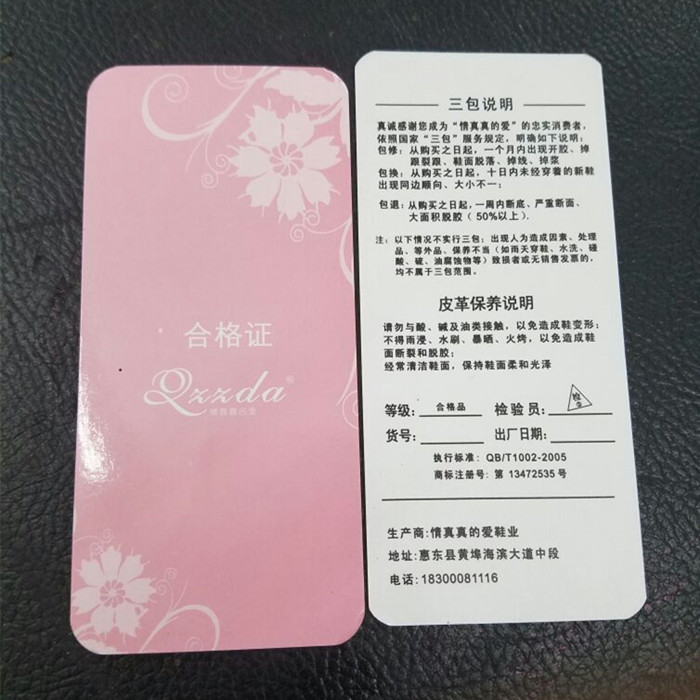 合格证
Qzzda
三包说明
真诚感谢您成为“情真真的爱”的忠实消费者，
依照国家“三包”服务规定，明确如下说明：
包修：从购买之日起，一个月内出现开胶、掉
跟裂跟、鞋面脱落、掉线、掉浆
包换：从购买之日起，十日内未经穿着的新鞋
出现同边顺向、大小不一；
包退：从购买之日起，一周内断底、严重断面、
大面积脱胶（50%以上）.
注：以下情况不实行三包；出现人为造成因素、处理
品、等外品、保养不当（如雨天穿鞋、水洗、碰
酸、硫、油腐蚀物等）致损者或无销售发票的，
均不属于三包范围。
皮革保养说明
请勿与酸、碱及油类接触，以免造成鞋变形；
不得雨浸、水刷、暴晒、火烤，以免造成鞋
面断裂和脱胶；
经常清洁鞋面，保持鞋面柔和光泽
等级：合格品 检验员：
货号： 出厂日期：
执行标准：QB/T1002-2005
商标注册号：第 13472535号
生产商：情真真的爱鞋业
地址：惠东县黄埠海滨大道中段
电话：18300081116